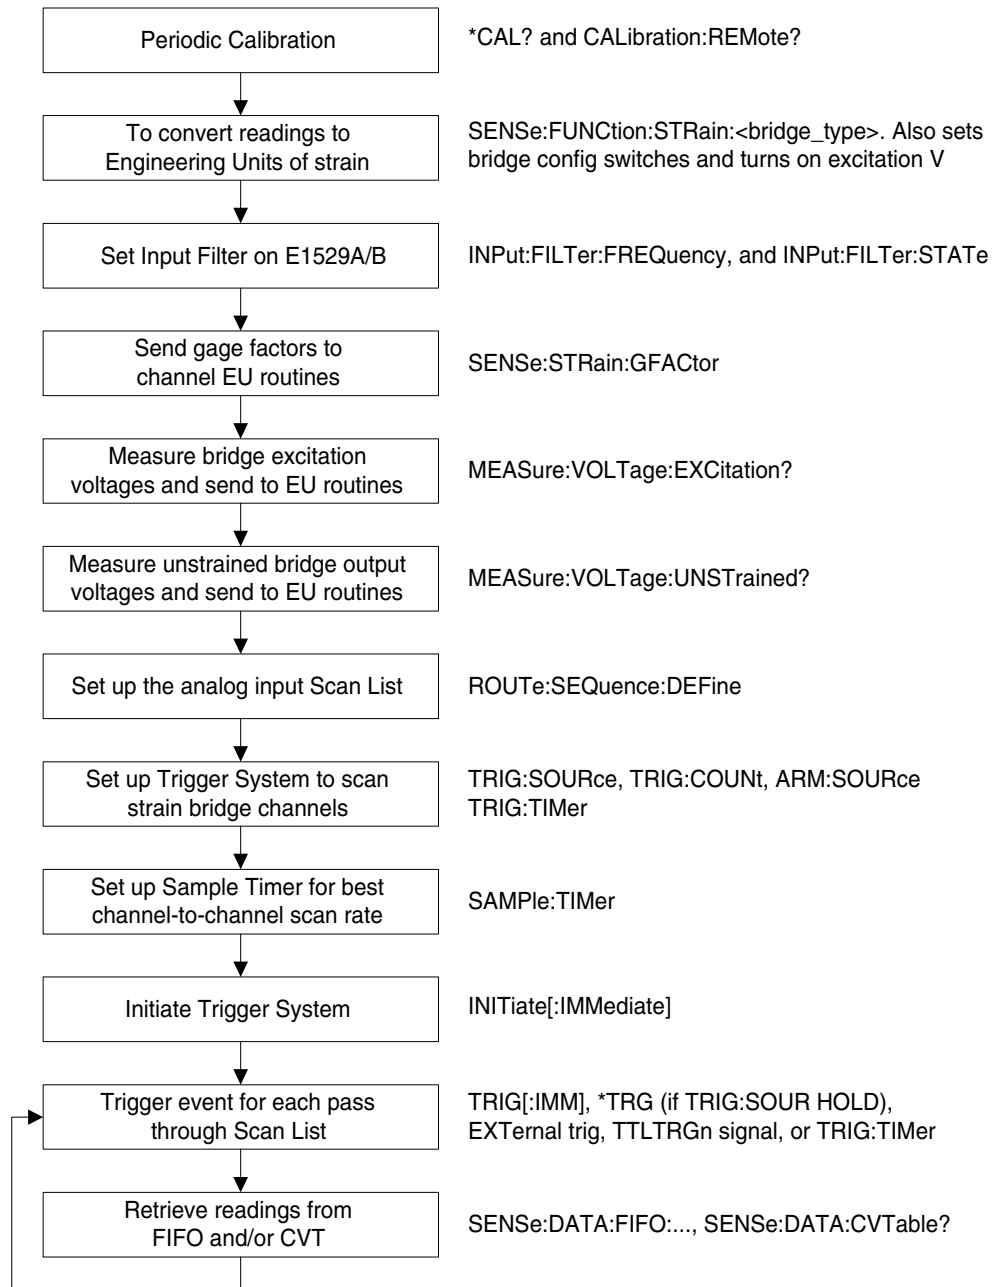 Periodic Calibration
*CAL? and CALibration:REMote?
To convert readings to
Engineering Units of strain
SENSe:FUNCtion:STRain:<bridge_type>. Also sets
bridge config switches and turns on excitation V
Set Input Filter on E1529A/B
INPut:FILTer:FREQuency, and INPut:FILTer:STATe
Send gage factors to
channel EU routines
SENSe:STRain:GFACtor
Measure bridge excitation
voltages and send to EU routines
MEASure:VOLTage:EXCitation?
Measure unstrained bridge output
voltages and send to EU routines
MEASure:VOLTage:UNSTrained?
Set up the analog input Scan List
ROUTe:SEQuence:DEFine
Set up Trigger System to scan
strain bridge channels
TRIG:SOURce, TRIG:COUNt, ARM:SOURce
TRIG:TIMer
Set up Sample Timer for best
channel-to-channel scan rate
SAMPle:TIMer
Initiate Trigger System
INITiate[:IMMediate]
Trigger event for each pass
through Scan List
TRIG[:IMM], *TRG (if TRIG:SOUR HOLD),
EXTernal trig, TTLTRGn signal, or TRIG:TIMer
Retrieve readings from
FIFO and/or CVT
SENSe:DATA:FIFO:..., SENSe:DATA:CVTable?